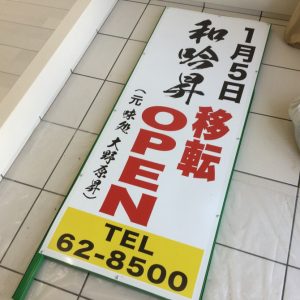 1月5日
和吟昇
移転
OPEN
(元 味処 大野原昇)
TEL
62-8500